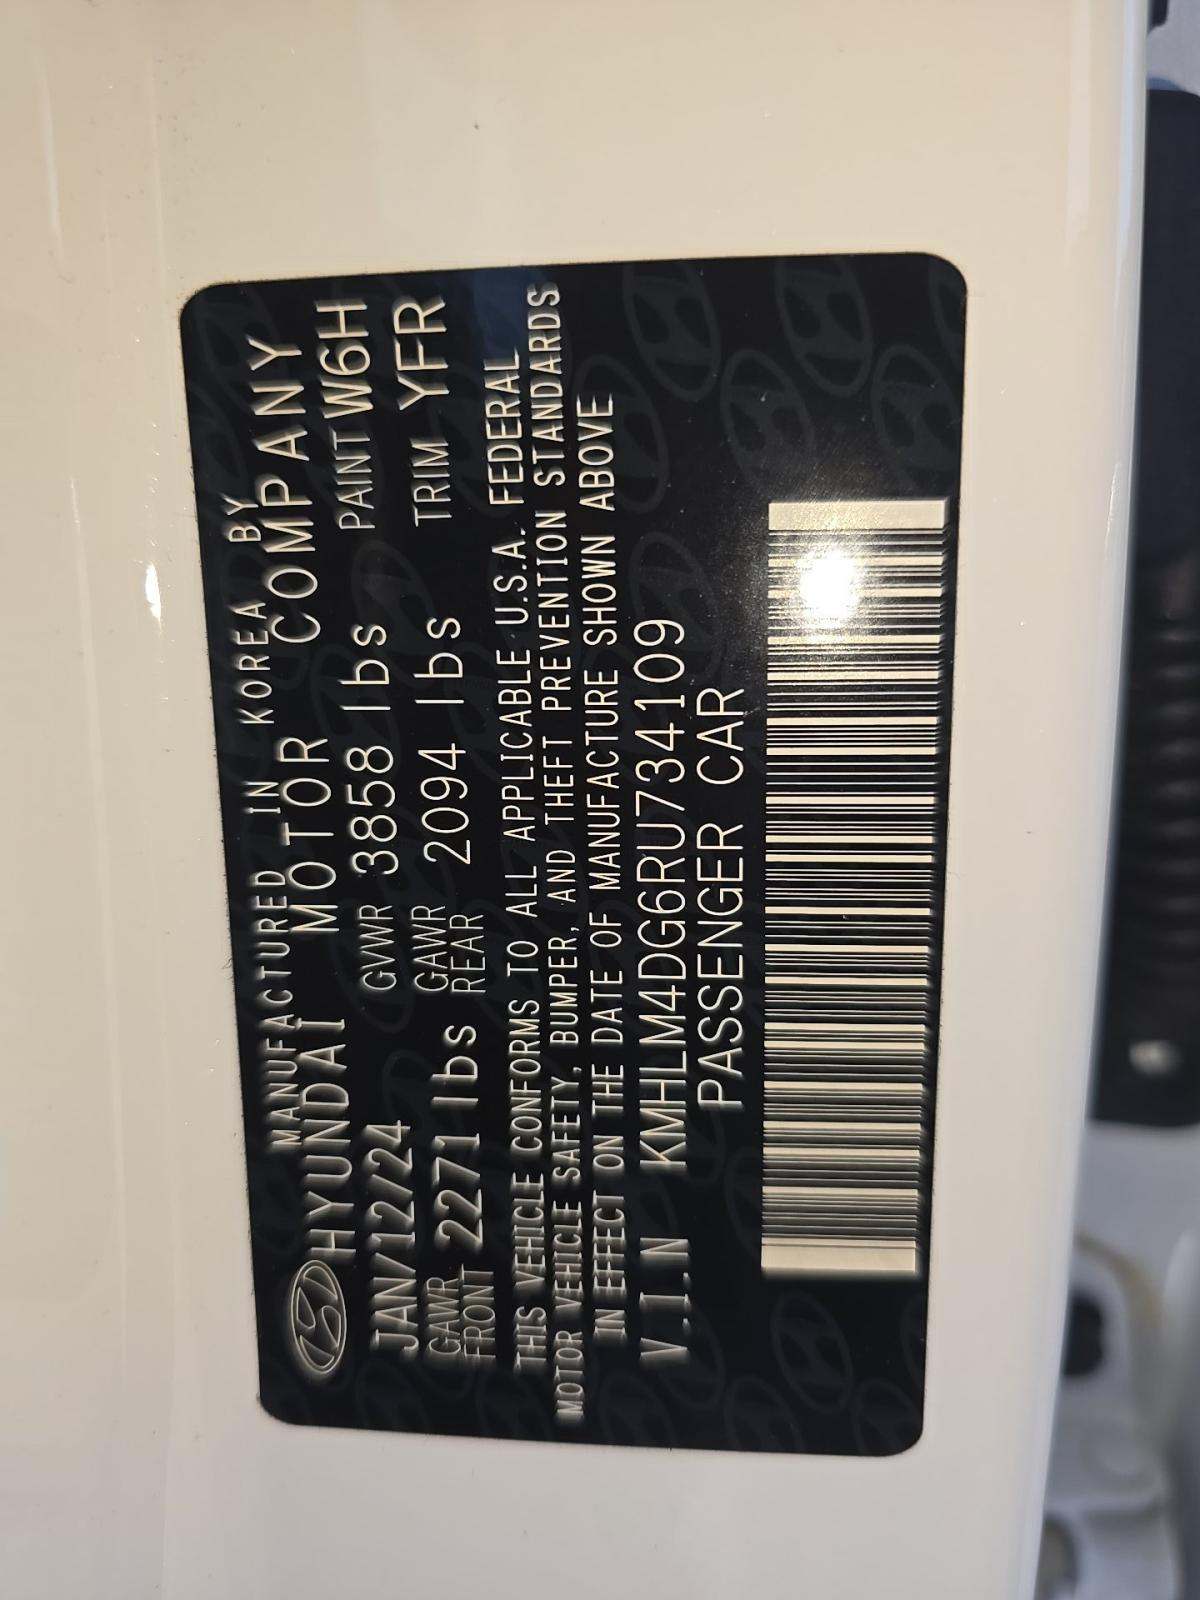 MANUFACTURED IN KOREA BY
HYUNDAI MOTOR COMPANY
JAN/12/24 GVWR 3858 lbs PAINT W6H
GAWR FRONT 2271 lbs GAWR REAR 2094 lbs TRIM YFR
THIS VEHICLE CONFORMS TO ALL APPLICABLE U.S.A. FEDERAL
MOTOR VEHICLE SAFETY, BUMPER, AND THEFT PREVENTION STANDARDS
IN EFFECT ON THE DATE OF MANUFACTURE SHOWN ABOVE
V.I.N KMHLM4DG6RU734109
PASSENGER CAR